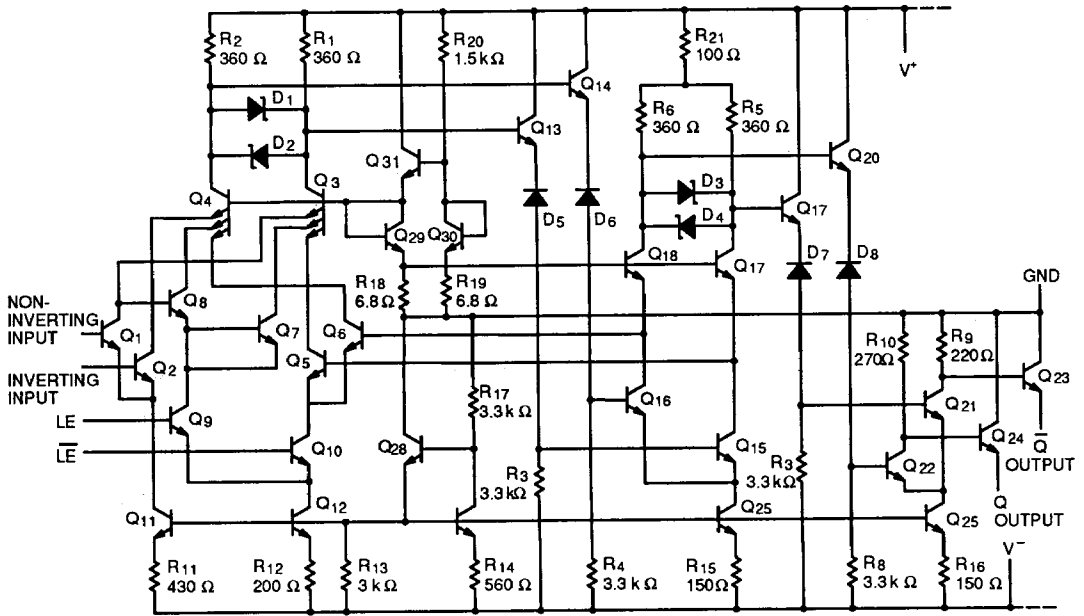 R2
360 Ω
R1
360 Ω
R20
1.5 kΩ
R21
100 Ω
V+
Q14
D1
Q13
R6
360 Ω
R5
360 Ω
D2
Q31
Q20
Q4
Q3
D3
D5
D6
D4
Q17
Q29
Q30
Q18
Q17
D7
D8
R18
6.8 Ω
R19
6.8 Ω
GND
Q8
NON-
INVERTING
INPUT
Q1
Q7
Q6
R10
270Ω
R9
220Ω
Q2
Q5
Q23
INVERTING
INPUT
R17
3.3 kΩ
Q16
Q21
LE
Q9
Q24
Q̅
OUTPUT
L̅E̅
Q10
Q28
Q15
Q22
R3
3.3 kΩ
R3
3.3 kΩ
Q
OUTPUT
Q11
Q12
Q25
Q25
V−
R11
430 Ω
R12
200 Ω
R13
3 kΩ
R14
560 Ω
R4
3.3 kΩ
R15
150Ω
R8
3.3 kΩ
R16
150 Ω